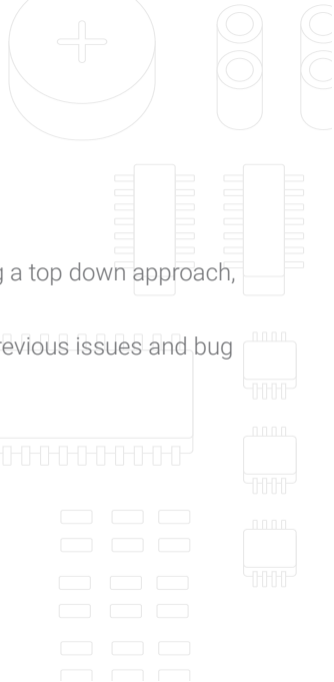 g a top down approach,
revious issues and bug